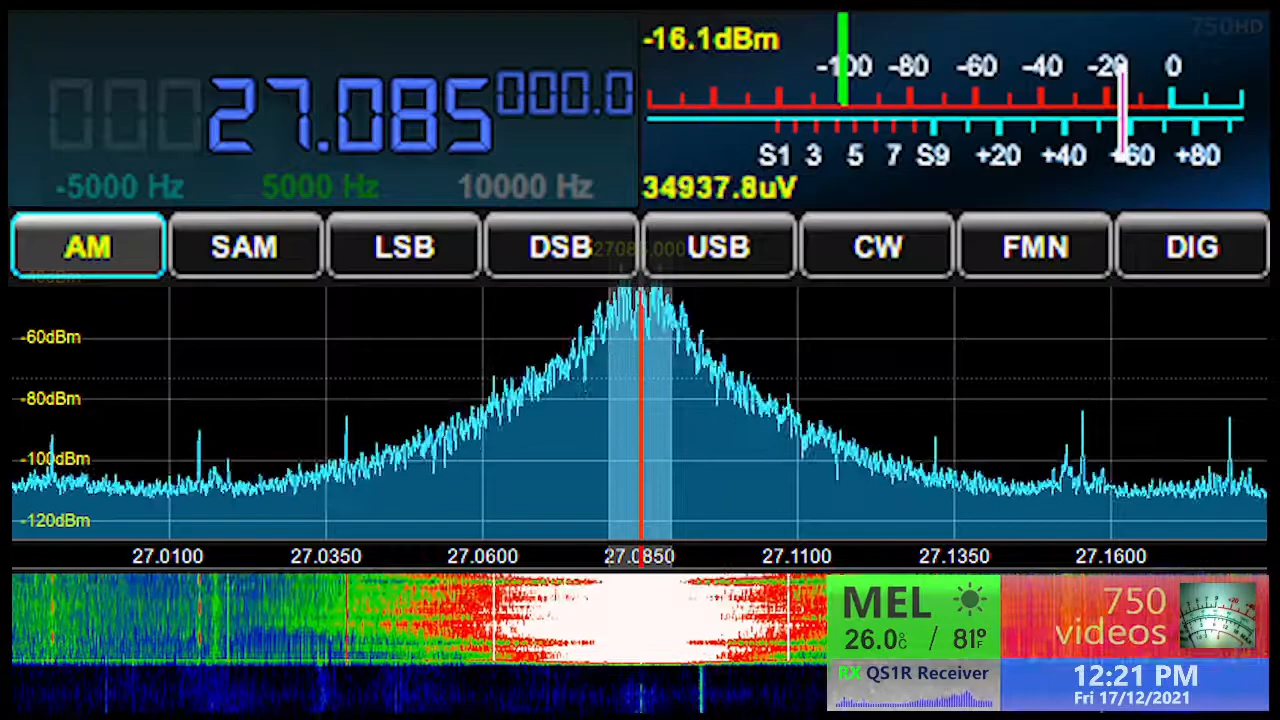 750HD
-16.1dBm
27.085 000.0
-100 -80 -60 -40 -20 0
-5000 Hz 5000 Hz 10000 Hz
S1 3 5 7 S9 +20 +40 +60 +80
34937.8uV
AM SAM LSB DSB USB CW FMN DIG
-60dBm
-80dBm
-100dBm
-120dBm
27.0100 27.0350 27.0600 27.0850 27.1100 27.1350 27.1600
MEL
26.0c / 81F
750
videos
RX QS1R Receiver
12:21 PM
Fri 17/12/2021